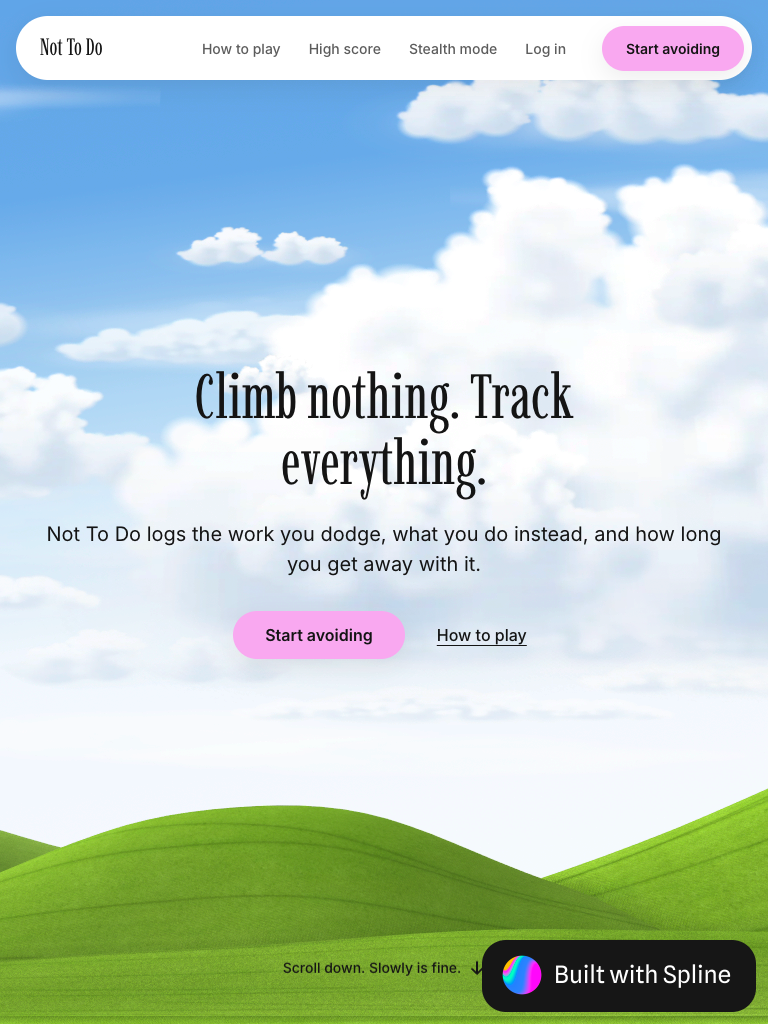 Not To Do
How to play
High score
Stealth mode
Log in
Start avoiding
Climb nothing. Track
everything.
Not To Do logs the work you dodge, what you do instead, and how long
you get away with it.
Start avoiding
How to play
Scroll down. Slowly is fine.
Built with Spline